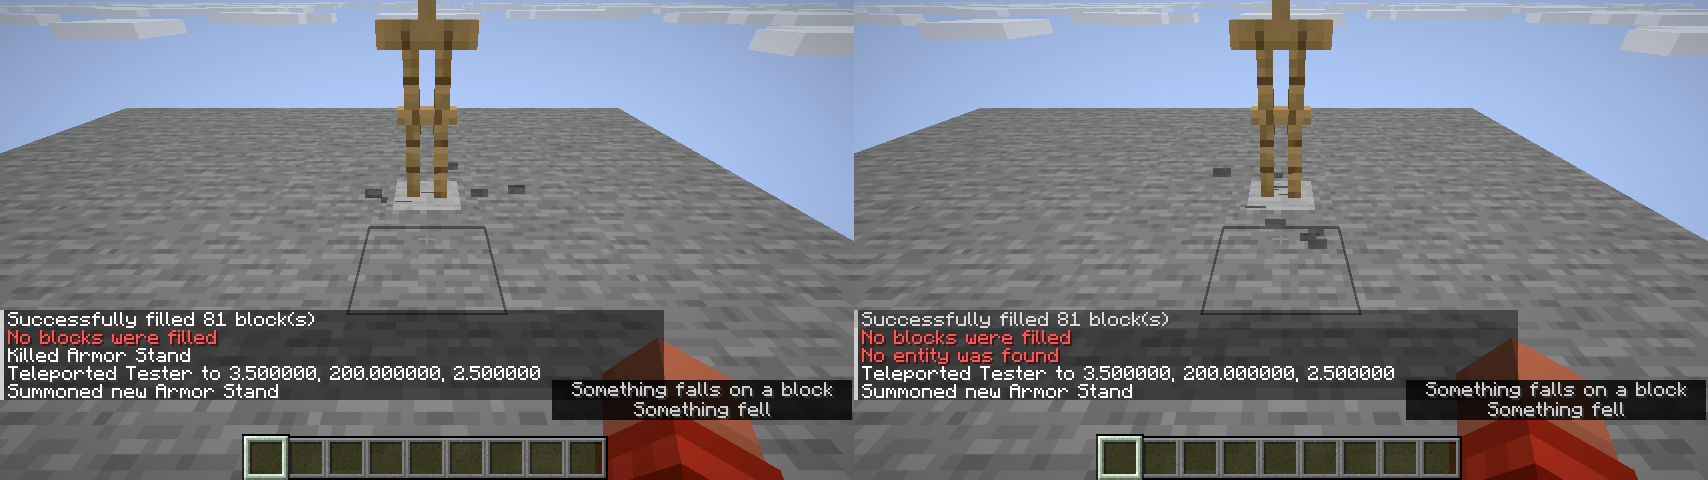 Successfully filled 81 block(s)
No blocks were filled
Killed Armor Stand
Teleported Tester to 3.500000, 200.000000, 2.500000
Summoned new Armor Stand
Something falls on a block
Something fell
Successfully filled 81 block(s)
No blocks were filled
No entity was found
Teleported Tester to 3.500000, 200.000000, 2.500000
Summoned new Armor Stand
Something falls on a block
Something fell